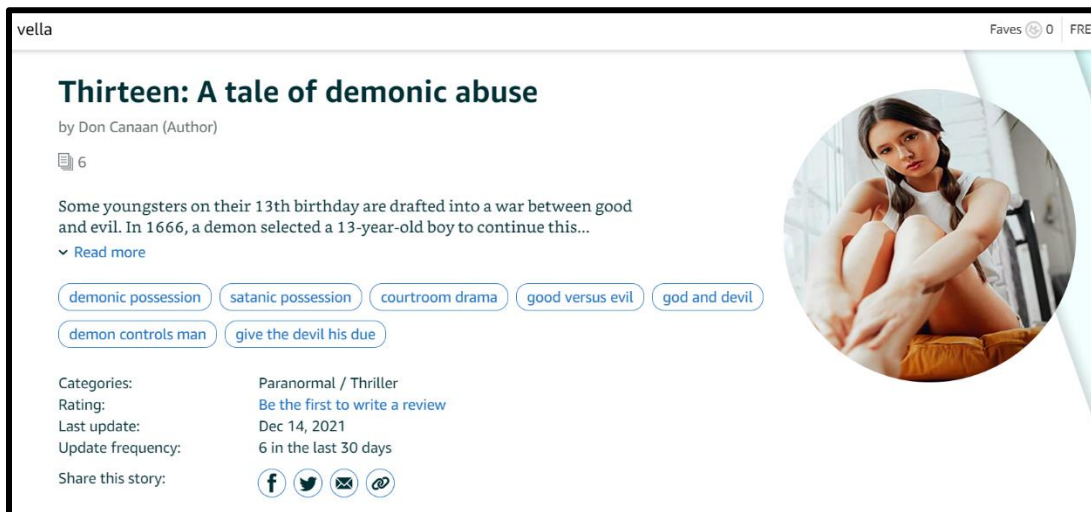 vella
Faves 0 FRE
Thirteen: A tale of demonic abuse
by Don Canaan (Author)
6
Some youngsters on their 13th birthday are drafted into a war between good
and evil. In 1666, a demon selected a 13-year-old boy to continue this...
Read more
demonic possession satanic possession courtroom drama good versus evil god and devil
demon controls man give the devil his due
Categories: Paranormal / Thriller
Rating: Be the first to write a review
Last update: Dec 14, 2021
Update frequency: 6 in the last 30 days
Share this story: